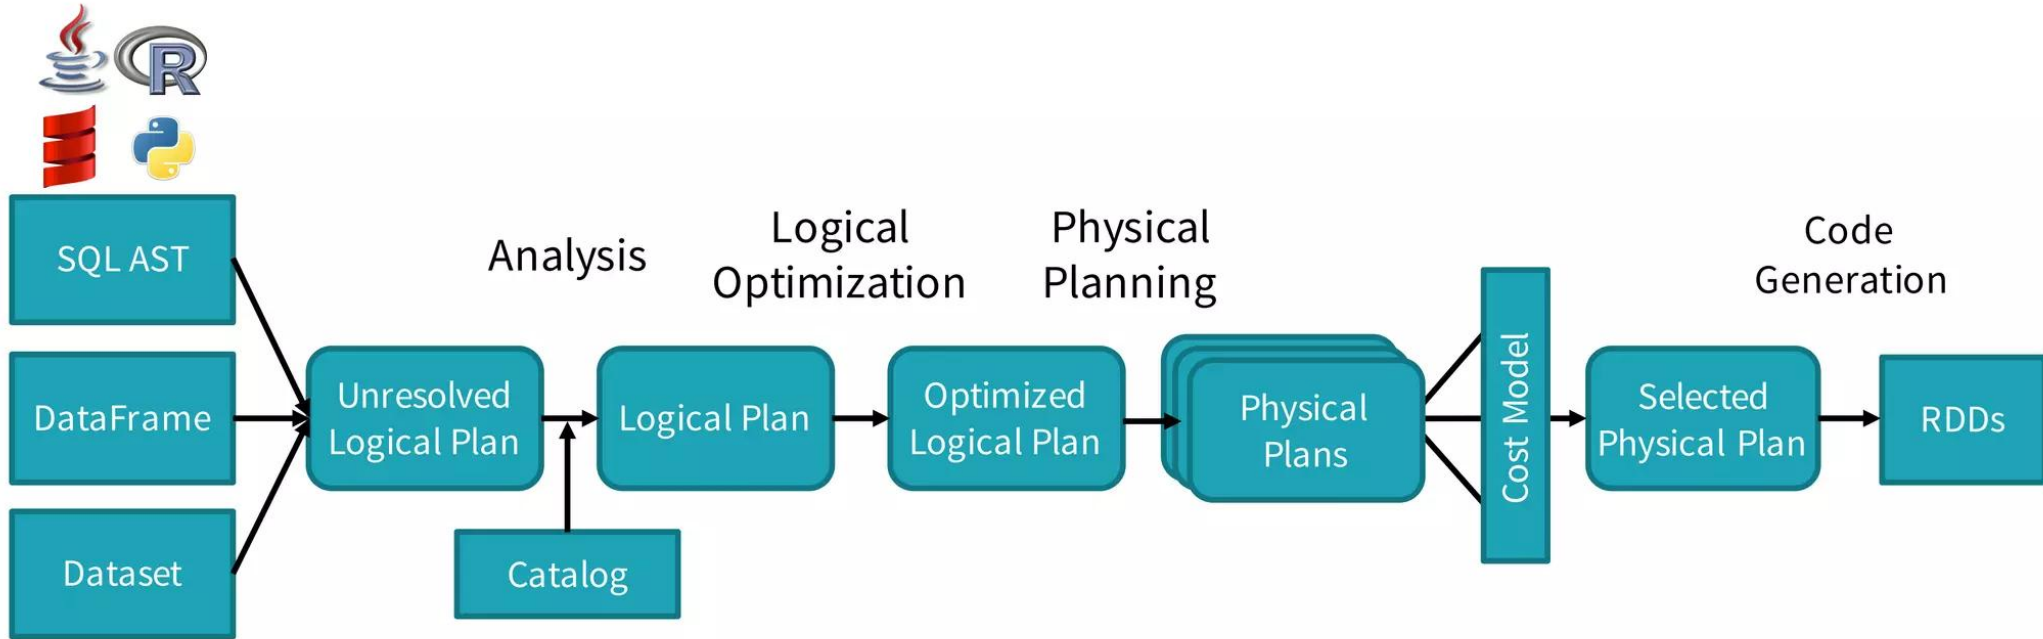 R
SQL AST
DataFrame
Dataset
Analysis
Logical
Optimization
Physical
Planning
Code
Generation
Unresolved
Logical Plan
Catalog
Logical Plan
Optimized
Logical Plan
Physical
Plans
Cost Model
Selected
Physical Plan
RDDs